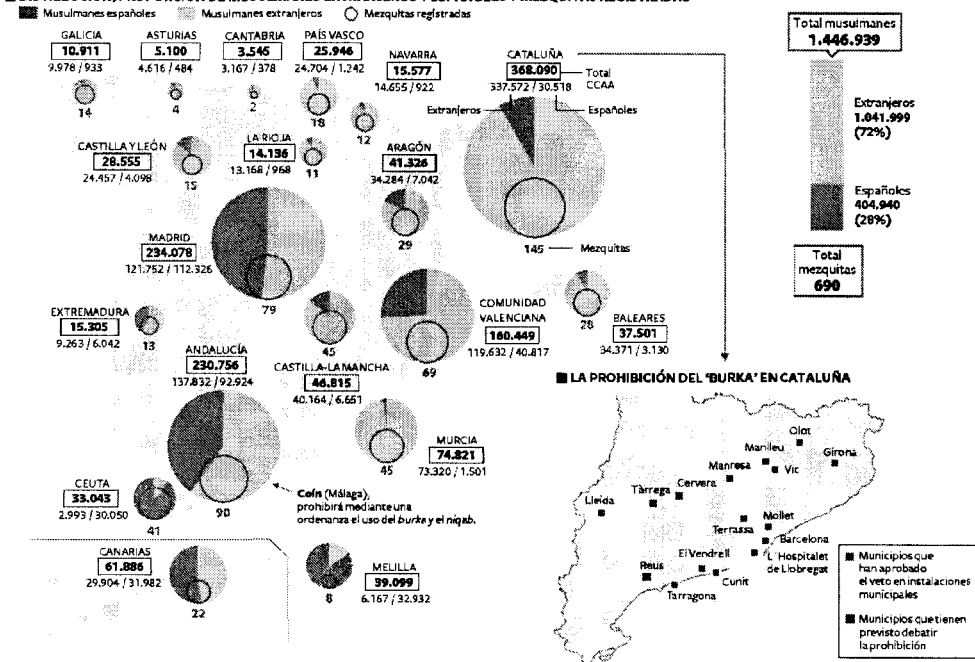 Musulmanes españoles Musulmanes extranjeros Mezquitas registradas
GALICIA
10.911
9.978 / 933
14
ASTURIAS
5.100
4.616 / 484
4
CANTABRIA
3.545
3.167 / 378
2
PAÍS VASCO
25.946
24.704 / 1.242
18
NAVARRA
15.577
14.655 / 922
12
CATALUÑA
368.090
337.572 / 30.518
Total
CCAA
Extranjeros
Españoles
145
Mezquitas
CASTILLA Y LEÓN
28.555
24.457 / 4.098
15
LA RIOJA
14.136
13.168 / 968
11
ARAGÓN
41.326
34.284 / 7.042
29
MADRID
234.078
121.752 / 112.326
79
EXTREMADURA
15.305
9.263 / 6.042
13
45
COMUNIDAD
VALENCIANA
160.449
119.632 / 40.817
69
28
BALEARES
37.501
34.371 / 3.130
ANDALUCÍA
230.756
137.832 / 92.924
90
CASTILLA-LA MANCHA
46.815
40.164 / 6.651
45
MURCIA
74.821
73.320 / 1.501
Coín (Málaga),
prohibirá mediante una
ordenanza el uso del burka y el niqab.
CEUTA
33.043
2.993 / 30.050
41
CANARIAS
61.886
29.904 / 31.982
22
MELILLA
39.099
6.167 / 32.932
8
Total musulmanes
1.446.939
Extranjeros
1.041.999
(72%)
Españoles
404.940
(28%)
Total
mezquitas
690
LA PROHIBICIÓN DEL ‘BURKA’ EN CATALUÑA
Olot
Manlleu
Girona
Manresa
Vic
Cervera
Tàrrega
Lleida
Mollet
Terrassa
Barcelona
L´Hospitalet
de Llobregat
El Vendrell
Reus
Cunit
Tarragona
Municipios que
han aprobado
el veto en instalaciones
municipales
Municipios que tienen
previsto debatir
la prohibición